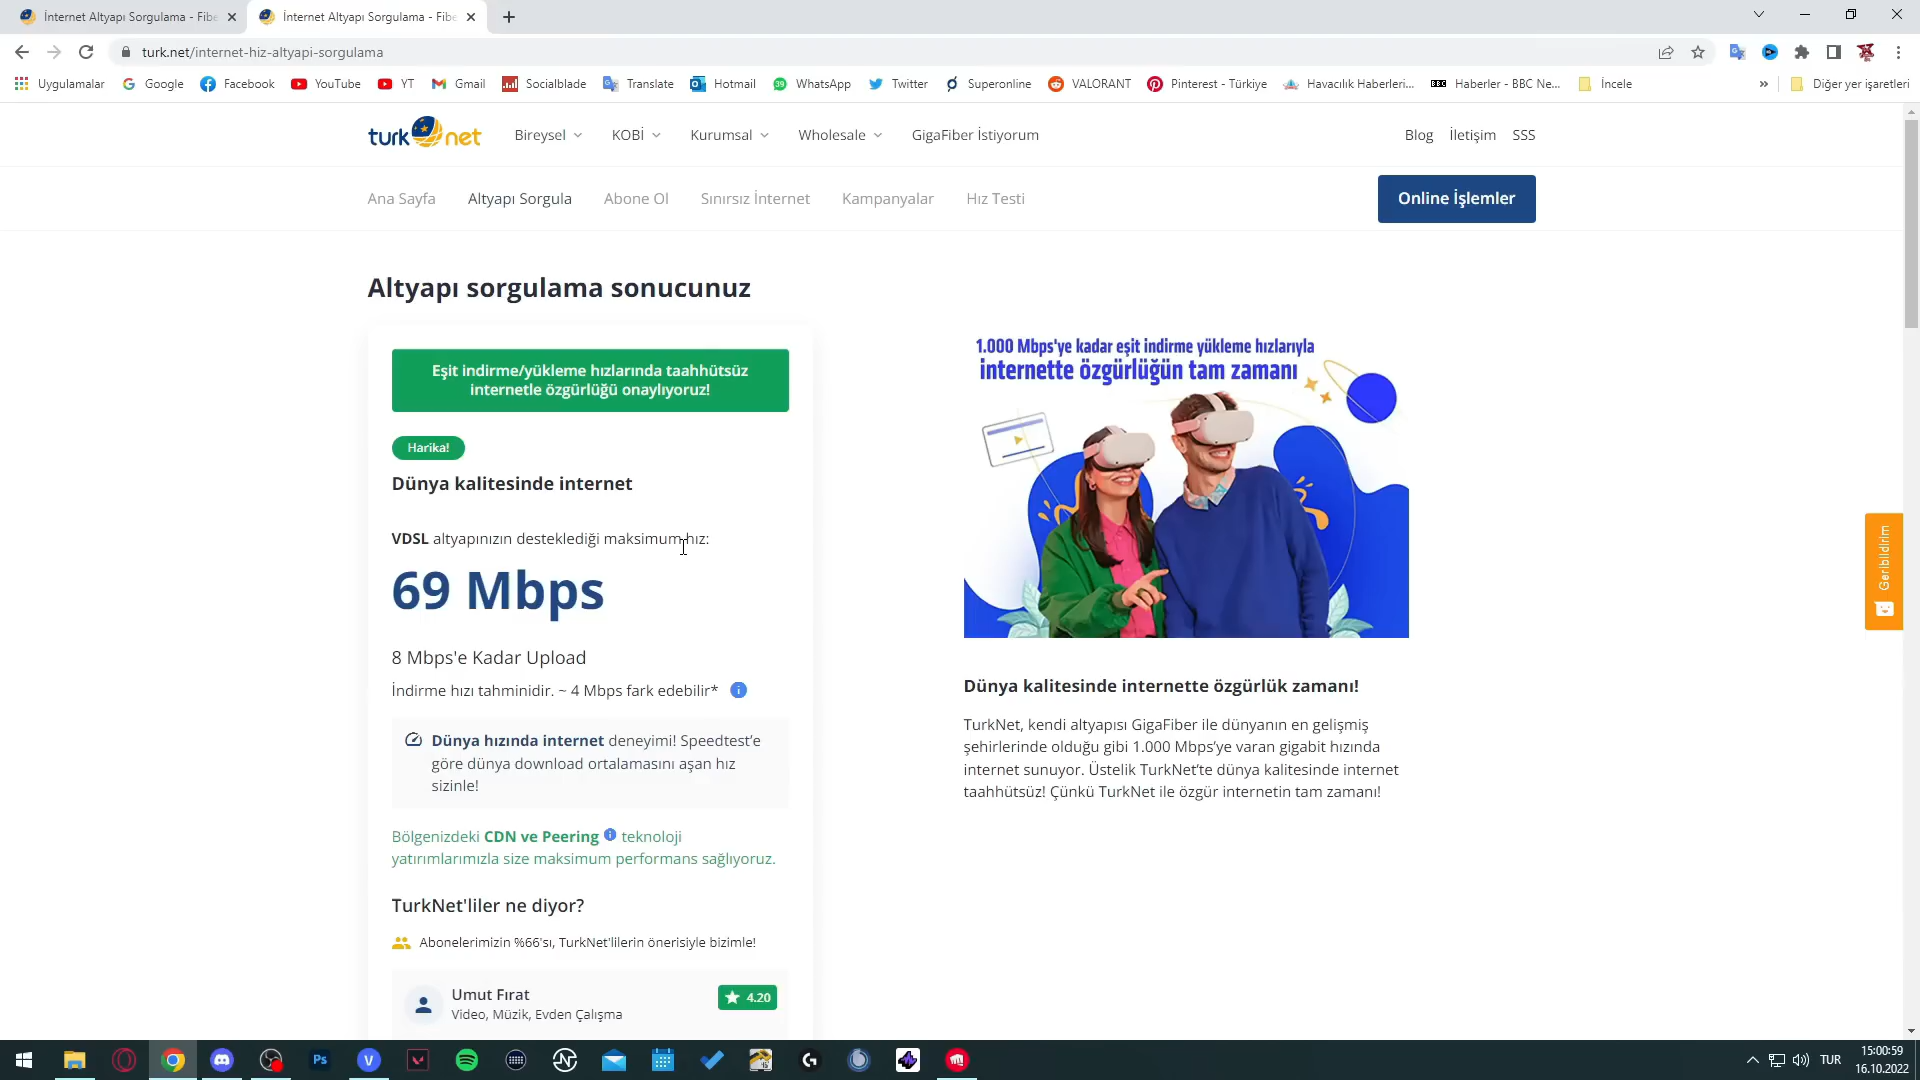 İnternet Altyapı Sorgulama - Fibe
İnternet Altyapı Sorgulama - Fibe
turk.net/internet-hiz-altyapi-sorgulama
Uygulamalar
Google
Facebook
YouTube
YT
Gmail
Socialblade
Translate
Hotmail
WhatsApp
Twitter
Superonline
VALORANT
Pinterest - Türkiye
Havacılık Haberleri...
BBC
Haberler - BBC Ne...
İncele
»
Diğer yer işaretleri
turk net
Bireysel
KOBİ
Kurumsal
Wholesale
GigaFiber İstiyorum
Blog
İletişim
SSS
Ana Sayfa
Altyapı Sorgula
Abone Ol
Sınırsız İnternet
Kampanyalar
Hız Testi
Online İşlemler
Altyapı sorgulama sonucunuz
Eşit indirme/yükleme hızlarında taahhütsüz
internetle özgürlüğü onaylıyoruz!
Harika!
Dünya kalitesinde internet
VDSL altyapınızın desteklediği maksimum hız:
69 Mbps
8 Mbps'e Kadar Upload
İndirme hızı tahminidir. ~ 4 Mbps fark edebilir*
Dünya hızında internet deneyimi! Speedtest’e
göre dünya download ortalamasını aşan hız
sizinle!
Bölgenizdeki CDN ve Peering teknoloji
yatırımlarımızla size maksimum performans sağlıyoruz.
TurkNet'liler ne diyor?
Abonelerimizin %66'sı, TurkNet'lilerin önerisiyle bizimle!
Umut Fırat
Video, Müzik, Evden Çalışma
4.20
1.000 Mbps'ye kadar eşit indirme yükleme hızlarıyla
internette özgürlüğün tam zamanı
Dünya kalitesinde internette özgürlük zamanı!
TurkNet, kendi altyapısı GigaFiber ile dünyanın en gelişmiş
şehirlerinde olduğu gibi 1.000 Mbps’ye varan gigabit hızında
internet sunuyor. Üstelik TurkNet’te dünya kalitesinde internet
taahhütsüz! Çünkü TurkNet ile özgür internetin tam zamanı!
Geribildirim
Ps
TUR
15:00:59
16.10.2022